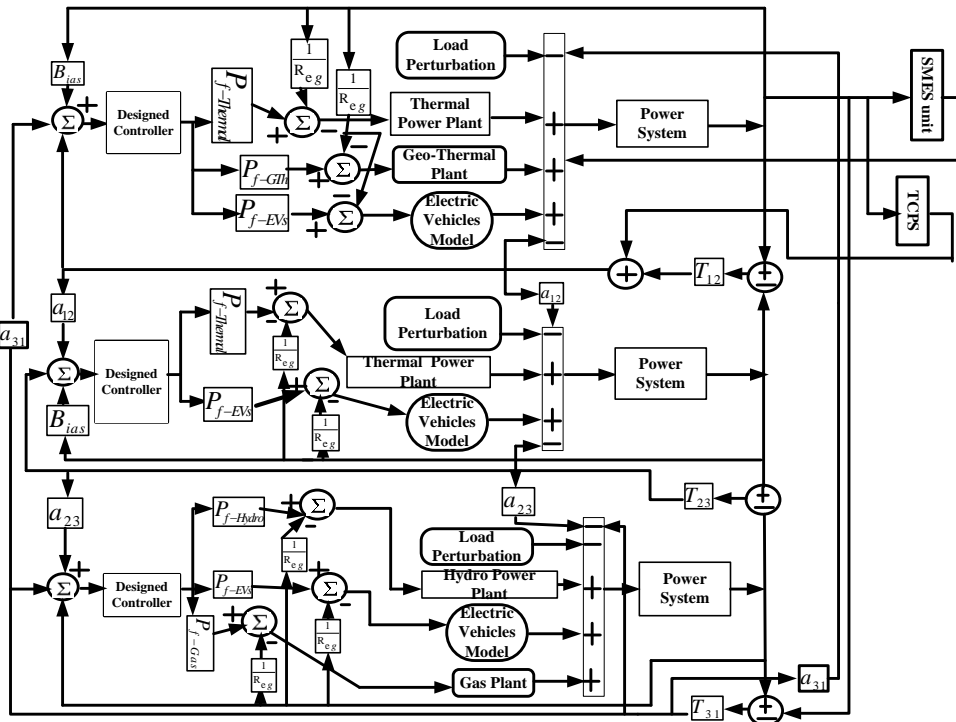 B_ias
Σ
+
Designed
Controller
P_f-Themul
P_f-GTh
P_f-EVs
1
R_eg
1
R_eg
Σ
+
−
Σ
+
−
Σ
+
−
Load
Perturbation
Thermal
Power Plant
Geo-Thermal
Plant
Electric
Vehicles
Model
−
+
+
+
−
Power
System
SMES unit
TCPS
+
T_12
+
−
a_12
a_31
Σ
B_ias
Designed
Controller
P_f-Themul
P_f-EVs
Σ
+
−
1
R_eg
Σ
+
−
1
R_eg
Load
Perturbation
Thermal Power
Plant
Electric
Vehicles
Model
a_12
−
+
+
−
Power
System
T_23
+
−
a_23
a_23
Σ
+
Designed
Controller
P_f-Hydro
P_f-EVs
P_f-Gas
Σ
+
−
1
R_eg
Σ
+
−
1
R_eg
Σ
+
−
1
R_eg
Load
Perturbation
Hydro Power
Plant
Electric
Vehicles
Model
Gas Plant
−
−
+
+
+
Power
System
a_31
T_31
+
−